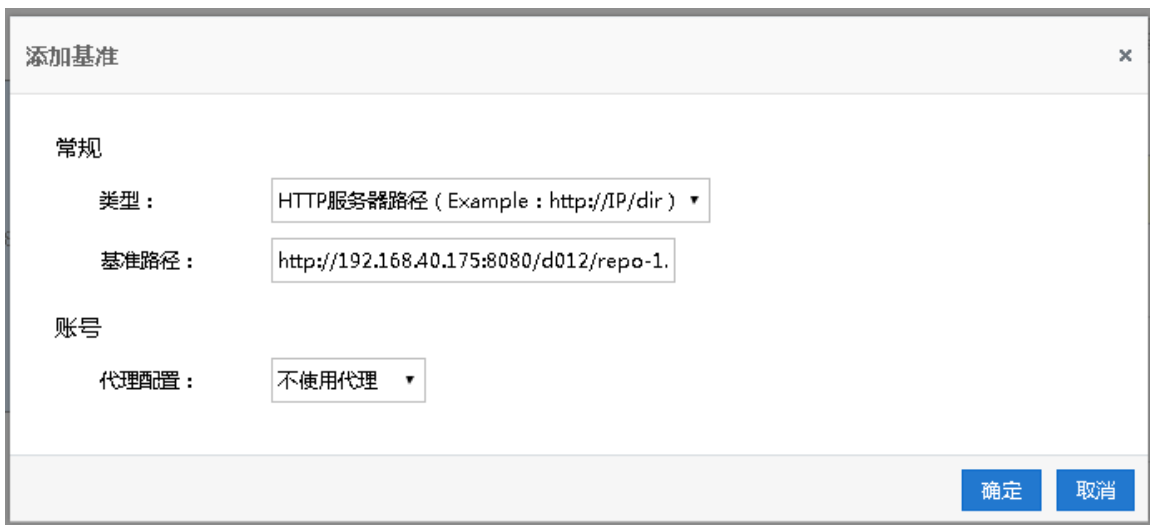 添加基准 ×
常规
类型： HTTP服务器路径（Example：http://IP/dir）
基准路径： http://192.168.40.175:8080/d012/repo-1.
账号
代理配置： 不使用代理
确定 取消